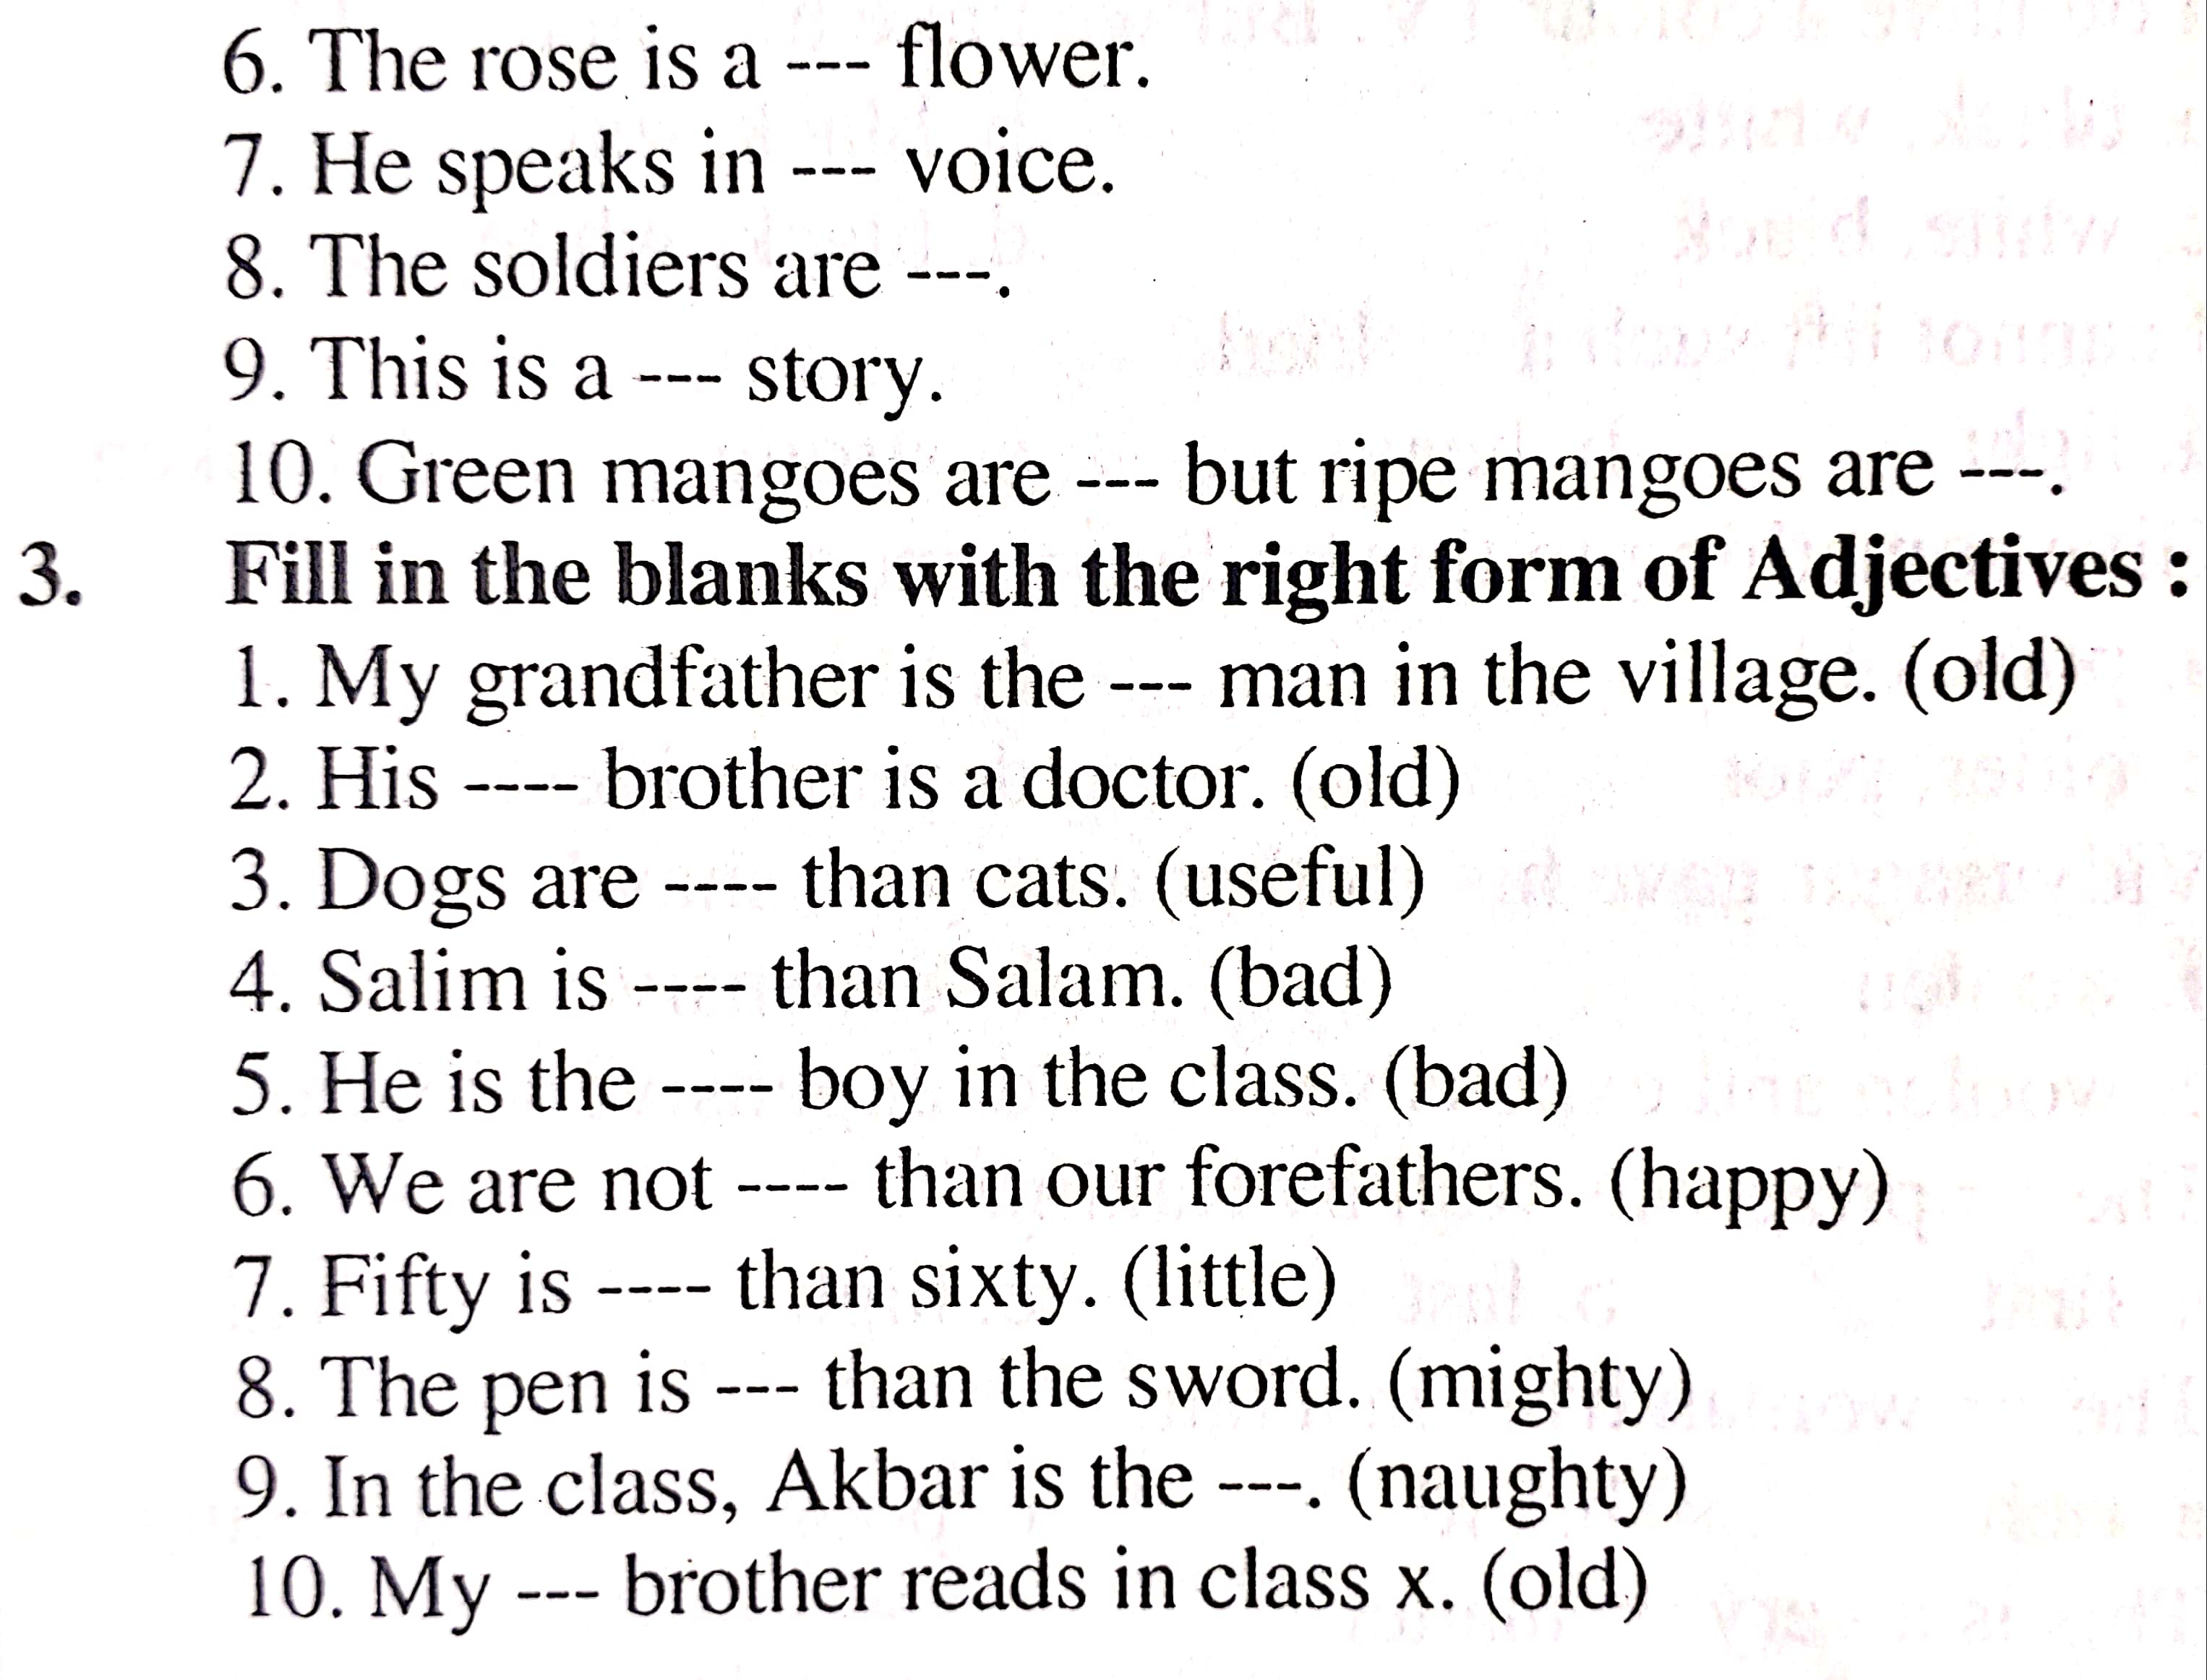 6. The rose is a --- flower.
7. He speaks in --- voice.
8. The soldiers are ---.
9. This is a --- story.
10. Green mangoes are --- but ripe mangoes are ---.
3. Fill in the blanks with the right form of Adjectives :
1. My grandfather is the --- man in the village. (old)
2. His ---- brother is a doctor. (old)
3. Dogs are ---- than cats. (useful)
4. Salim is ---- than Salam. (bad)
5. He is the ---- boy in the class. (bad)
6. We are not ---- than our forefathers. (happy)
7. Fifty is ---- than sixty. (little)
8. The pen is --- than the sword. (mighty)
9. In the class, Akbar is the ---. (naughty)
10. My --- brother reads in class x. (old)